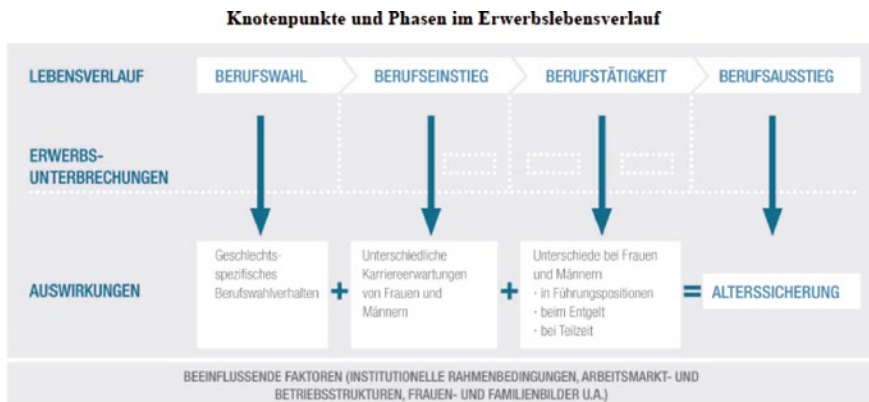 Knotenpunkte und Phasen im Erwerbslebensverlauf
LEBENSVERLAUF
BERUFSWAHL
BERUFSEINSTIEG
BERUFSTÄTIGKEIT
BERUFSAUSSTIEG
ERWERBS-
UNTERBRECHUNGEN
AUSWIRKUNGEN
Geschlechts-
spezifisches
Berufswahlverhalten
+
Unterschiedliche
Karriereerwartungen
von Frauen und
Männern
+
Unterschiede bei Frauen
und Männern
· in Führungspositionen
· beim Entgelt
· bei Teilzeit
=
ALTERSSICHERUNG
BEEINFLUSSENDE FAKTOREN (INSTITUTIONELLE RAHMENBEDINGUNGEN, ARBEITSMARKT- UND
BETRIEBSSTRUKTUREN, FRAUEN- UND FAMILIENBILDER U.A.)